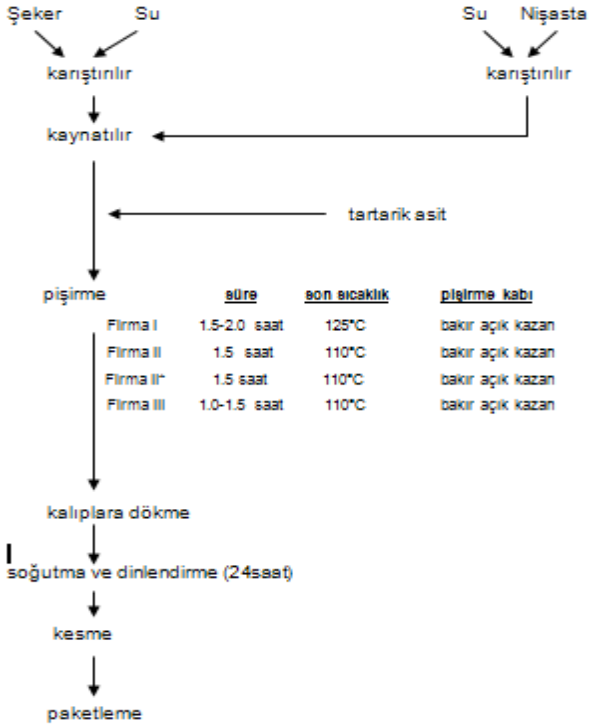 Şeker Su Su Nişasta
karıştırılır karıştırılır
kaynatılır
tartarik asit
pişirme süre son sıcaklık pişirme kabı
Firma I 1.5-2.0 saat 125°C bakır açık kazan
Firma II 1.5 saat 110°C bakır açık kazan
Firma II* 1.5 saat 110°C bakır açık kazan
Firma III 1.0-1.5 saat 110°C bakır açık kazan
kalıplara dökme
soğutma ve dinlendirme (24saat)
kesme
paketleme